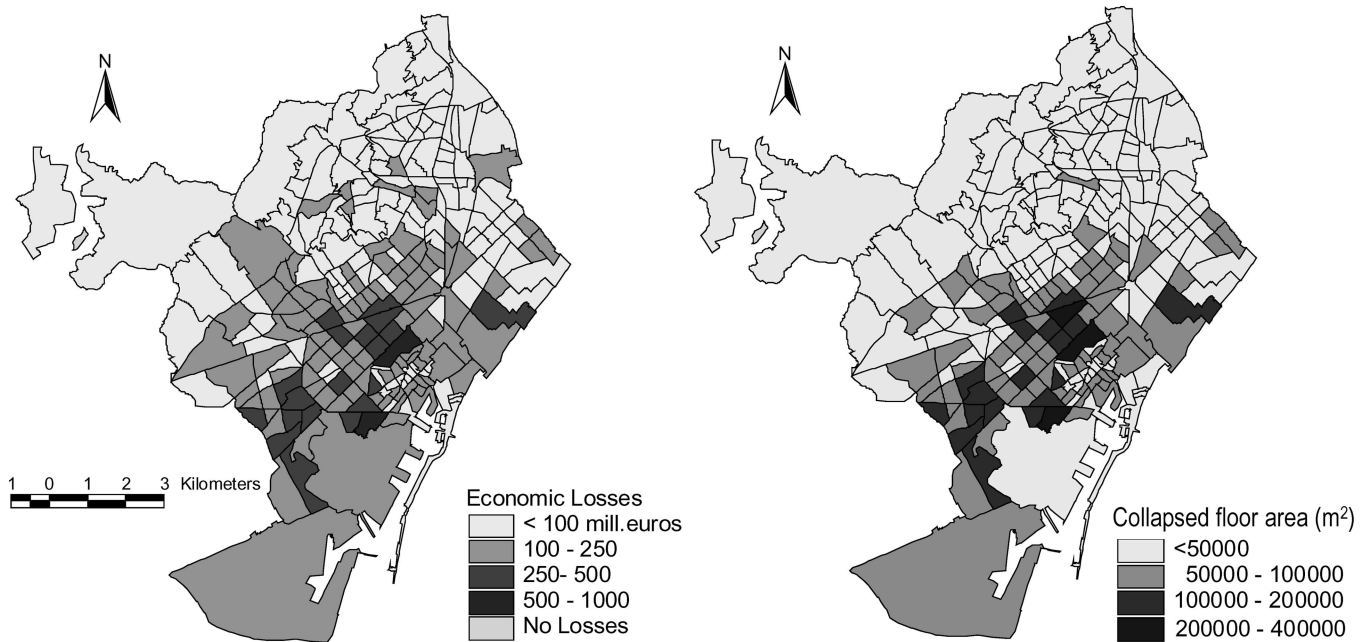 N
1 0 1 2 3 Kilometers
Economic Losses
< 100 mill.euros
100 - 250
250- 500
500 - 1000
No Losses
N
Collapsed floor area (m²)
<50000
50000 - 100000
100000 - 200000
200000 - 400000